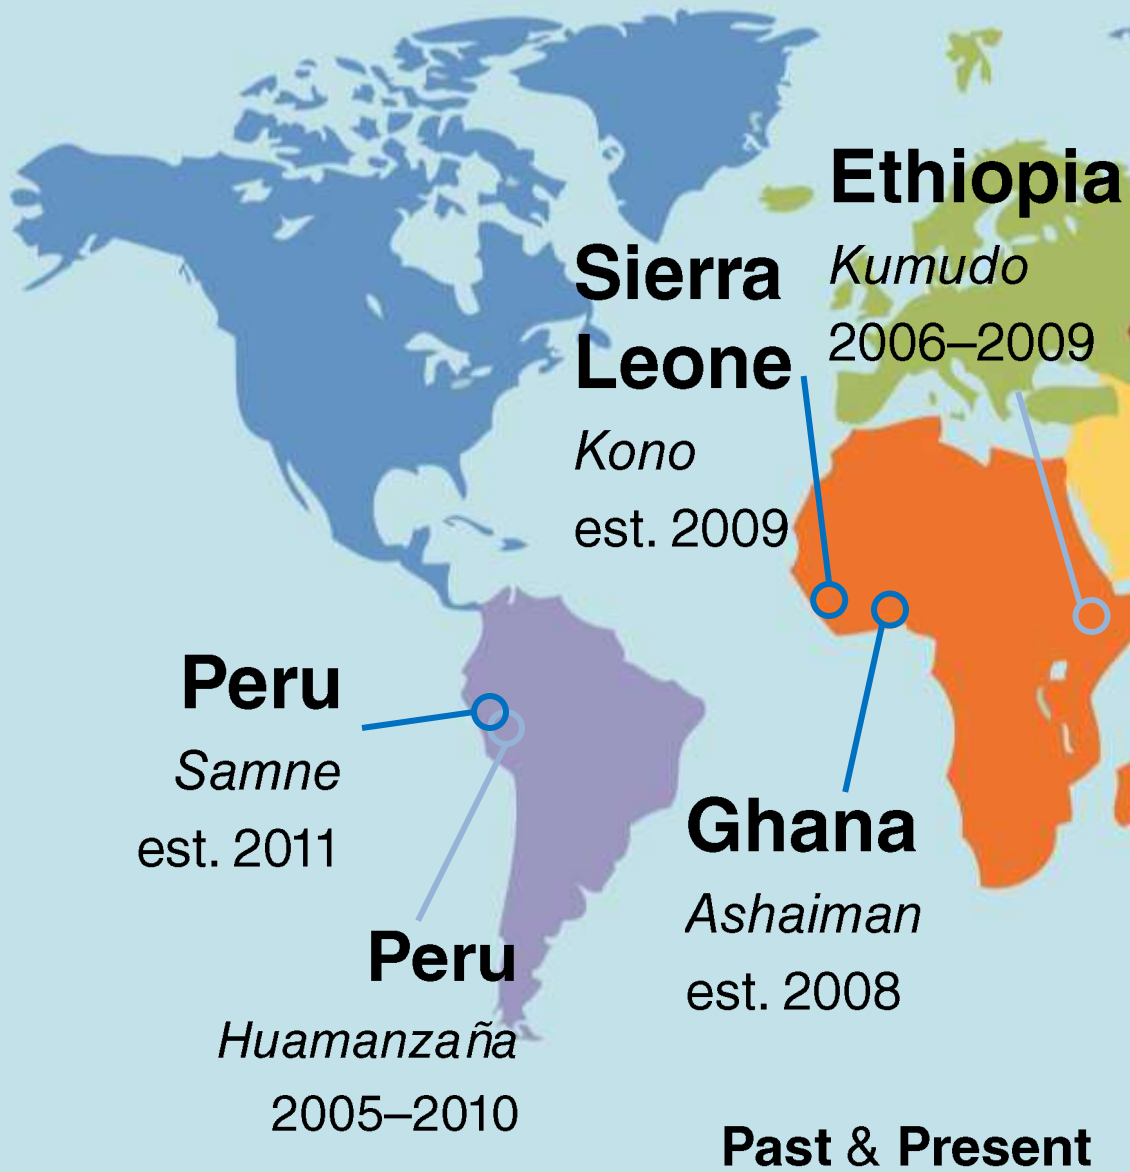 Ethiopia
Kumudo
2006–2009
Sierra
Leone
Kono
est. 2009
Peru
Samne
est. 2011
Ghana
Ashaiman
est. 2008
Peru
Huamanzaña
2005–2010
Past & Present